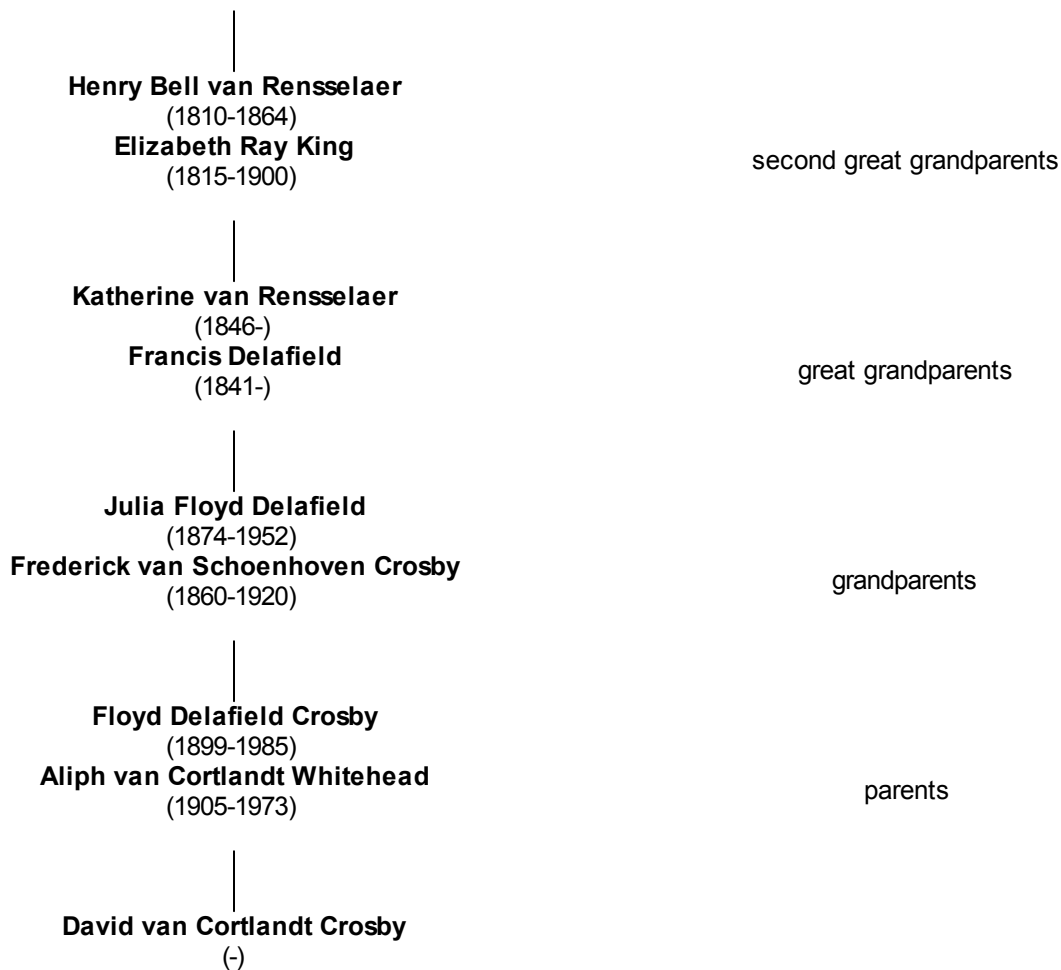 Henry Bell van Rensselaer
(1810-1864)
Elizabeth Ray King
(1815-1900)
second great grandparents
Katherine van Rensselaer
(1846-)
Francis Delafield
(1841-)
great grandparents
Julia Floyd Delafield
(1874-1952)
Frederick van Schoenhoven Crosby
(1860-1920)
grandparents
Floyd Delafield Crosby
(1899-1985)
Aliph van Cortlandt Whitehead
(1905-1973)
parents
David van Cortlandt Crosby
(-)